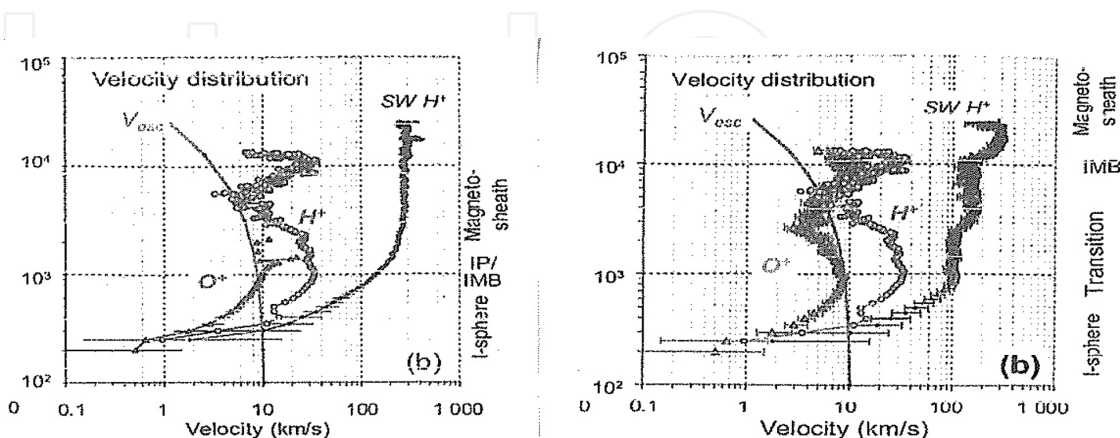 10⁵
Velocity distribution
V_esc
SW H⁺
10⁴
H⁺
Magneto-
sheath
10³
O⁺
IP/
IMB
I-sphere
(b)
10²
0
0.1
1
10
100
1 000
Velocity (km/s)
10⁵
Velocity distribution
V_esc
SW H⁺
Magneto-
sheath
10⁴
iMB
H⁺
O⁺
Transition
10³
I-sphere
(b)
10²
0
0.1
1
10
100
1 000
Velocity (km/s)